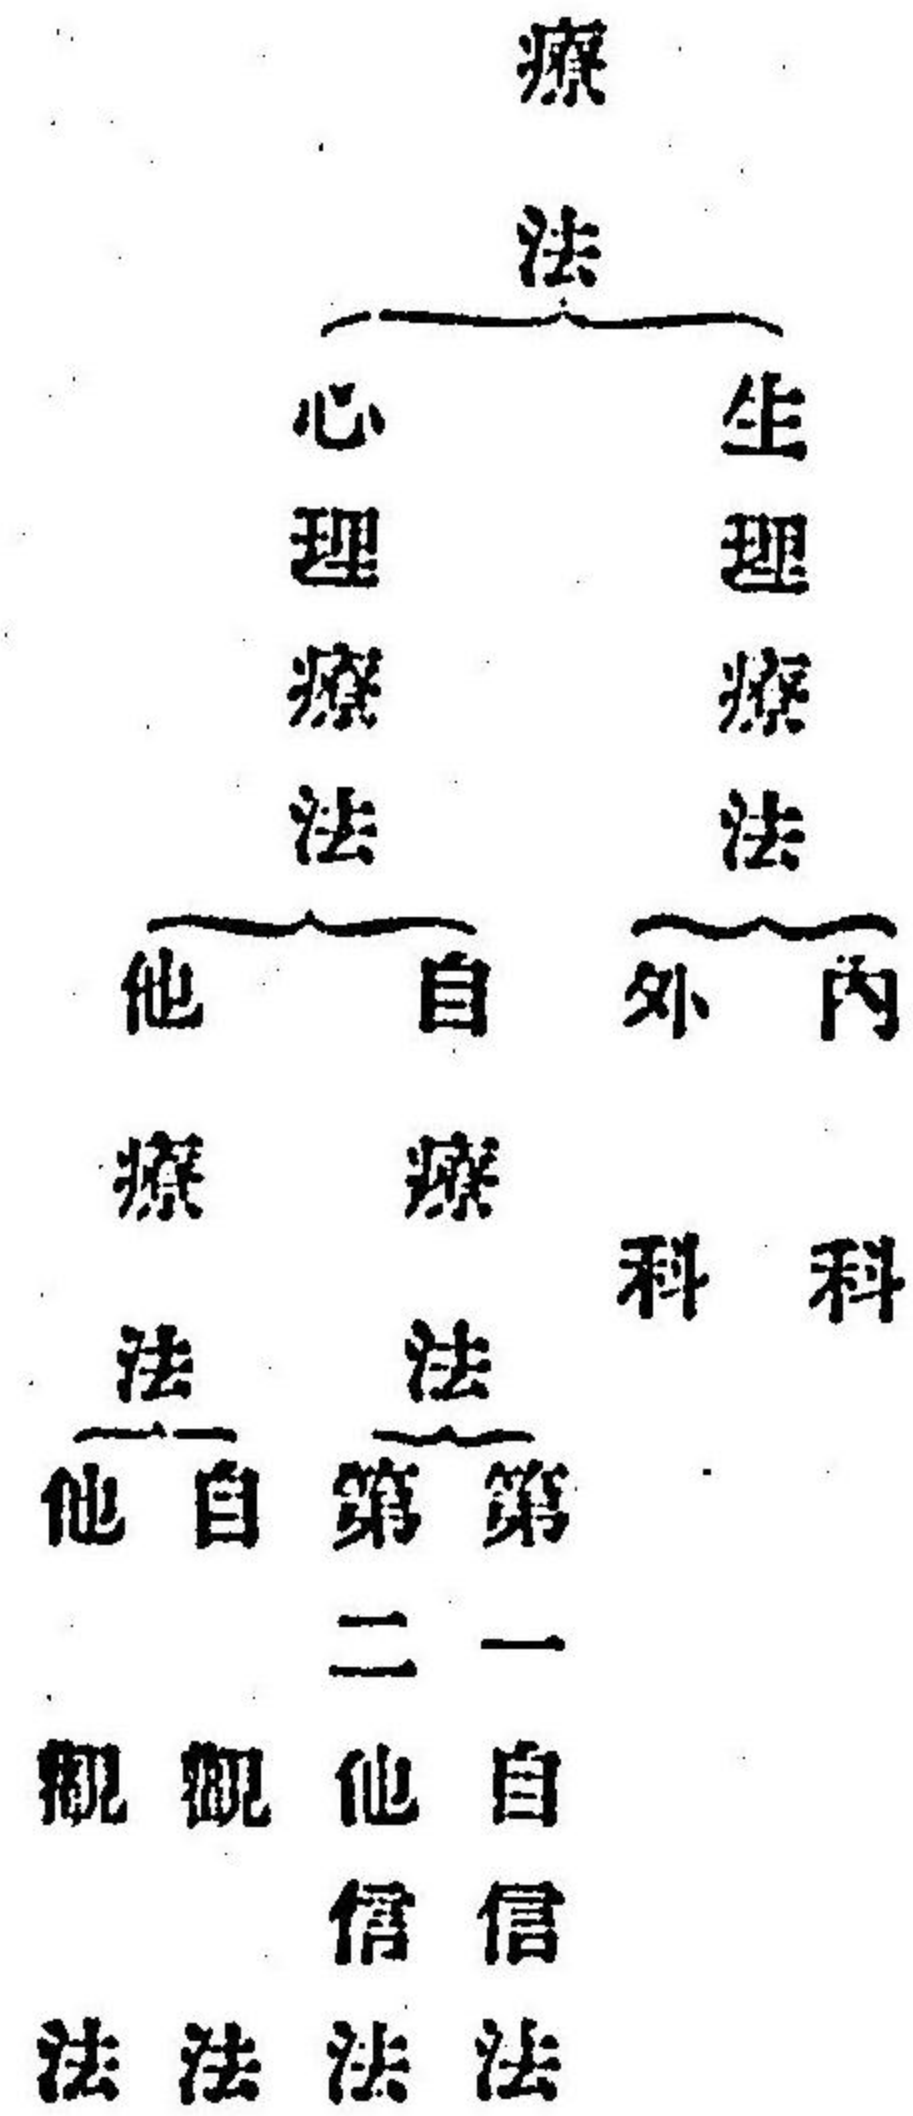 療法
生理療法
內科
外科
心理療法
自療法
第一自信法
第二他信法
他療法
自觀法
他觀法